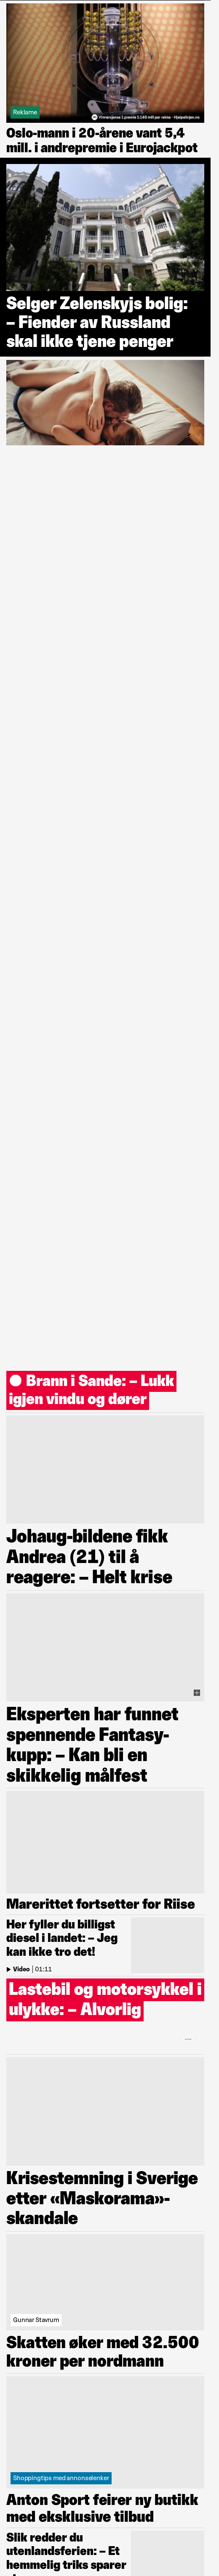 Reklame
Vinnersjanse 1 premie 1:140 mill per rekke - Hjelpelinjen.no
Oslo-mann i 20-årene vant 5,4
mill. i andrepremie i Eurojackpot
Selger Zelenskyjs bolig:
– Fiender av Russland
skal ikke tjene penger
Brann i Sande: – Lukk
igjen vindu og dører
Johaug-bildene fikk
Andrea (21) til å
reagere: – Helt krise
Eksperten har funnet
spennende Fantasy-
kupp: – Kan bli en
skikkelig målfest
Marerittet fortsetter for Riise
Her fyller du billigst
diesel i landet: – Jeg
kan ikke tro det!
Video | 01:11
Lastebil og motorsykkel i
ulykke: – Alvorlig
Krisestemning i Sverige
etter «Maskorama»-
skandale
Gunnar Stavrum
Skatten øker med 32.500
kroner per nordmann
Shoppingtips med annonselenker
Anton Sport feirer ny butikk
med eksklusive tilbud
Slik redder du
utenlandsferien: – Et
hemmelig triks sparer